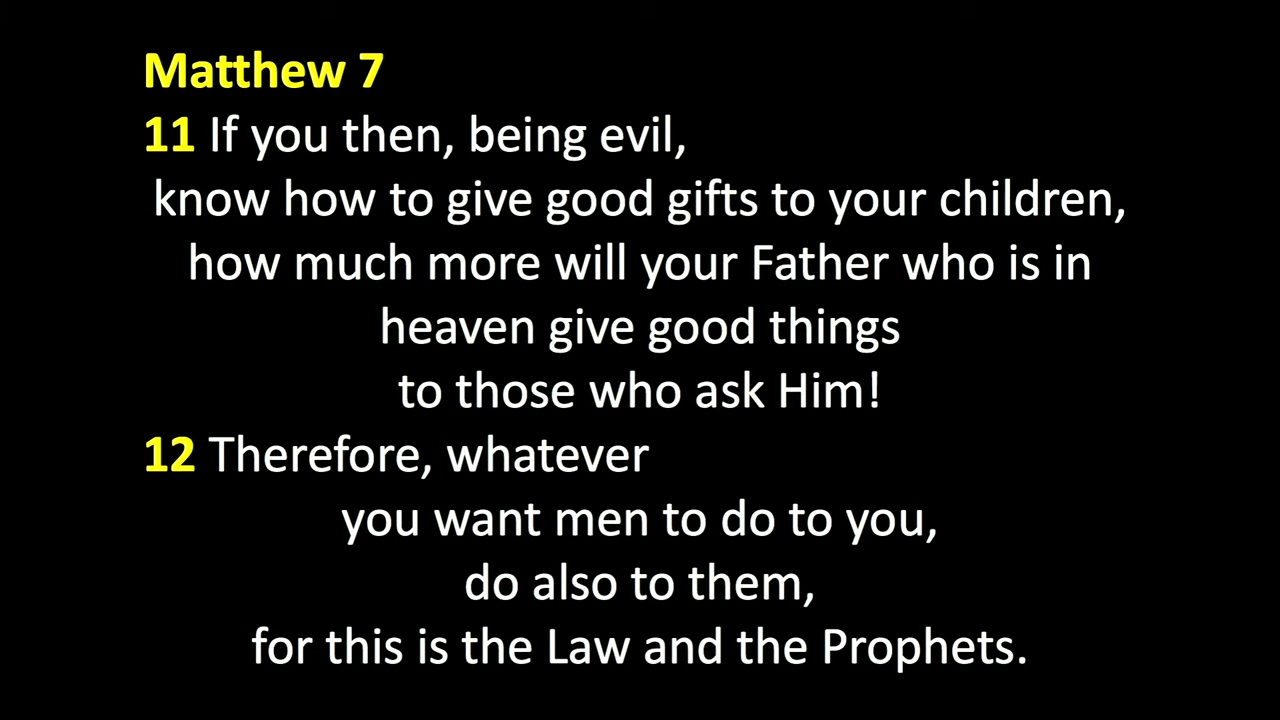 Matthew 7
11 If you then, being evil,
know how to give good gifts to your children,
how much more will your Father who is in
heaven give good things
to those who ask Him!
12 Therefore, whatever
you want men to do to you,
do also to them,
for this is the Law and the Prophets.